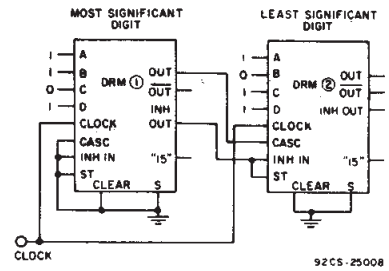 MOST SIGNIFICANT
DIGIT
1 A
1 B
0 C
1 D
CLOCK
CASC
INH IN
ST
CLEAR S
DRM 1
OUT
OUT
INH
OUT
"15"
LEAST SIGNIFICANT
DIGIT
1 A
0 B
1 C
1 D
CLOCK
CASC
INH IN
ST
CLEAR S
DRM 2
OUT
OUT
INH OUT
"15"
CLOCK
92CS-25008